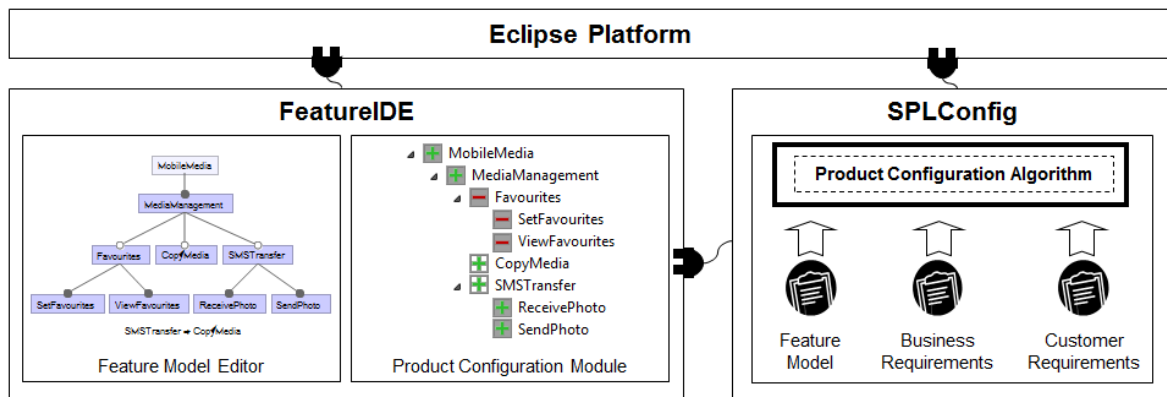 Eclipse Platform
FeatureIDE
MobileMedia
MediaManagement
Favourites
CopyMedia
SMSTransfer
SetFavourites
ViewFavourites
ReceivePhoto
SendPhoto
SMSTransfer ➡ CopyMedia
Feature Model Editor
MobileMedia
MediaManagement
Favourites
SetFavourites
ViewFavourites
CopyMedia
SMSTransfer
ReceivePhoto
SendPhoto
Product Configuration Module
SPLConfig
Product Configuration Algorithm
Feature
Model
Business
Requirements
Customer
Requirements